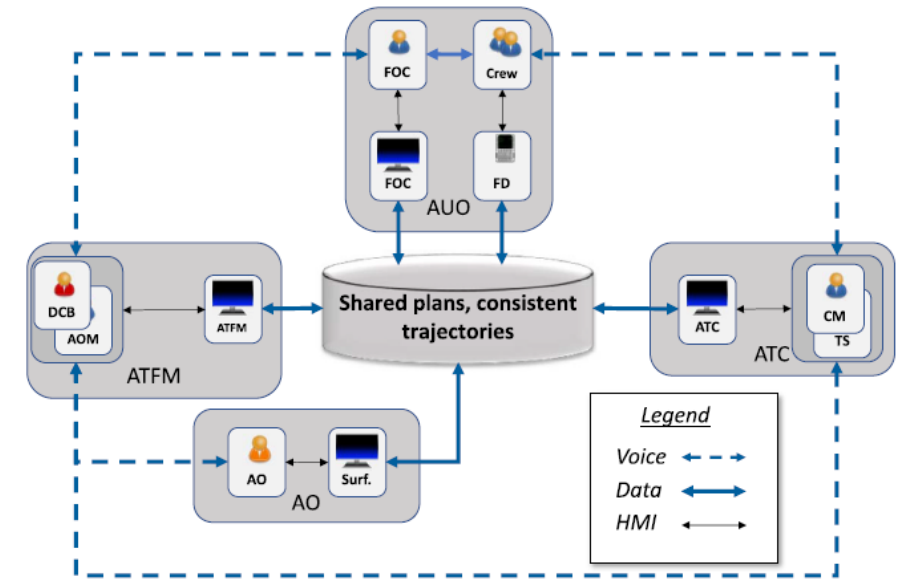 FOC
Crew
FOC
FD
AUO
DCB
AOM
ATFM
ATFM
Shared plans, consistent
trajectories
ATC
CM
TS
ATC
AO
Surf.
AO
Legend
Voice
Data
HMI